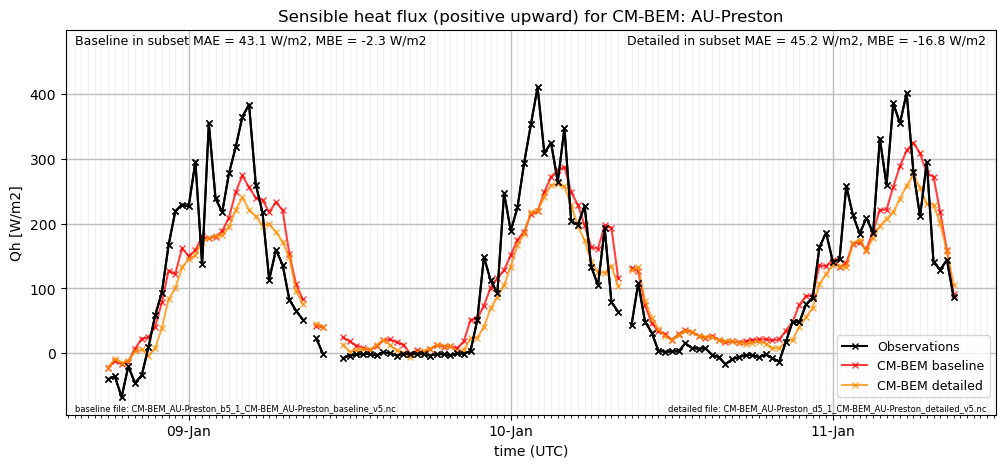 Sensible heat flux (positive upward) for CM-BEM: AU-Preston
Baseline in subset MAE = 43.1 W/m2, MBE = -2.3 W/m2
Detailed in subset MAE = 45.2 W/m2, MBE = -16.8 W/m2
Qh [W/m2]
400
300
200
100
0
Observations
CM-BEM baseline
CM-BEM detailed
baseline file: CM-BEM_AU-Preston_b5_1_CM-BEM_AU-Preston_baseline_v5.nc
detailed file: CM-BEM_AU-Preston_d5_1_CM-BEM_AU-Preston_detailed_v5.nc
09-Jan
10-Jan
11-Jan
time (UTC)